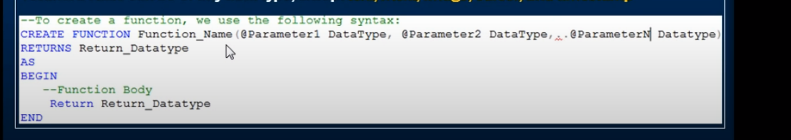 --To create a function, we use the following syntax:
CREATE FUNCTION Function_Name(@Parameter1 DataType, @Parameter2 DataType,..@ParameterN Datatype)
RETURNS Return_Datatype
AS
BEGIN
--Function Body
Return Return_Datatype
END